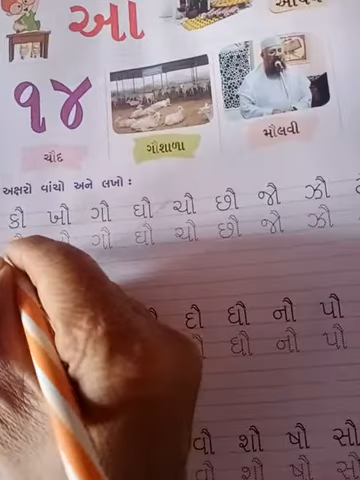 ઔ
૧૪
ચૌદ
ગૌશાળા
મૌલવી
અક્ષરો વાંચો અને લખો :
કૌ ખૌ ગૌ ઘૌ ચૌ છૌ જૌ ઝૌ
ગૌ ઘૌ ચૌ છૌ જૌ ઝૌ
દૌ ધૌ નૌ પૌ
ધૌ નૌ પૌ
વૌ શૌ ષૌ સૌ
શૌ ષૌ સૌ